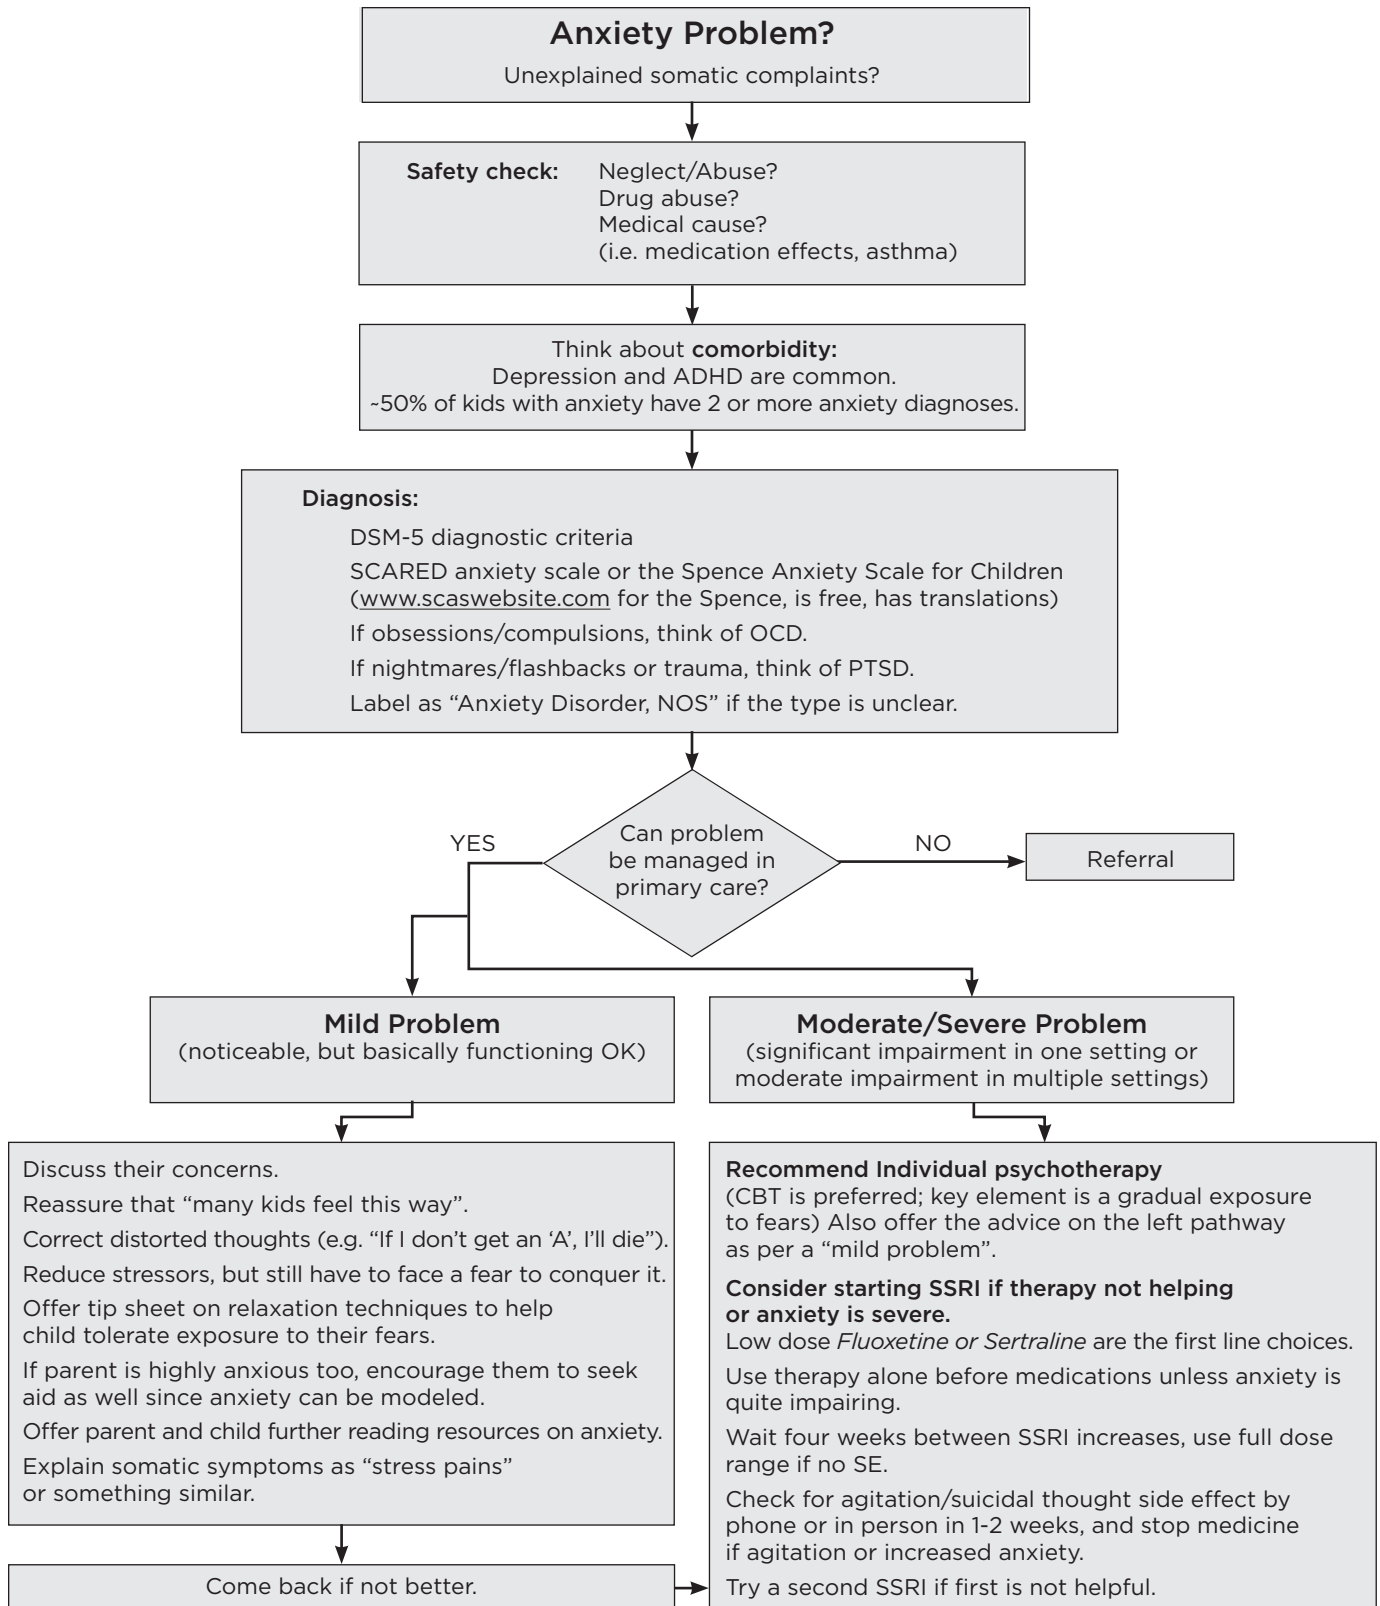 Anxiety Problem?
Unexplained somatic complaints?
Safety check: Neglect/Abuse?
Drug abuse?
Medical cause?
(i.e. medication effects, asthma)
Think about comorbidity:
Depression and ADHD are common.
~50% of kids with anxiety have 2 or more anxiety diagnoses.
Diagnosis:
DSM-5 diagnostic criteria
SCARED anxiety scale or the Spence Anxiety Scale for Children
(www.scaswebsite.com for the Spence, is free, has translations)
If obsessions/compulsions, think of OCD.
If nightmares/flashbacks or trauma, think of PTSD.
Label as “Anxiety Disorder, NOS” if the type is unclear.
Can problem
be managed in
primary care?
YES
NO
Referral
Mild Problem
(noticeable, but basically functioning OK)
Moderate/Severe Problem
(significant impairment in one setting or
moderate impairment in multiple settings)
Discuss their concerns.
Reassure that “many kids feel this way”.
Correct distorted thoughts (e.g. “If I don’t get an ‘A’, I’ll die”).
Reduce stressors, but still have to face a fear to conquer it.
Offer tip sheet on relaxation techniques to help
child tolerate exposure to their fears.
If parent is highly anxious too, encourage them to seek
aid as well since anxiety can be modeled.
Offer parent and child further reading resources on anxiety.
Explain somatic symptoms as “stress pains”
or something similar.
Come back if not better.
Recommend Individual psychotherapy
(CBT is preferred; key element is a gradual exposure
to fears) Also offer the advice on the left pathway
as per a “mild problem”.
Consider starting SSRI if therapy not helping
or anxiety is severe.
Low dose Fluoxetine or Sertraline are the first line choices.
Use therapy alone before medications unless anxiety is
quite impairing.
Wait four weeks between SSRI increases, use full dose
range if no SE.
Check for agitation/suicidal thought side effect by
phone or in person in 1-2 weeks, and stop medicine
if agitation or increased anxiety.
Try a second SSRI if first is not helpful.